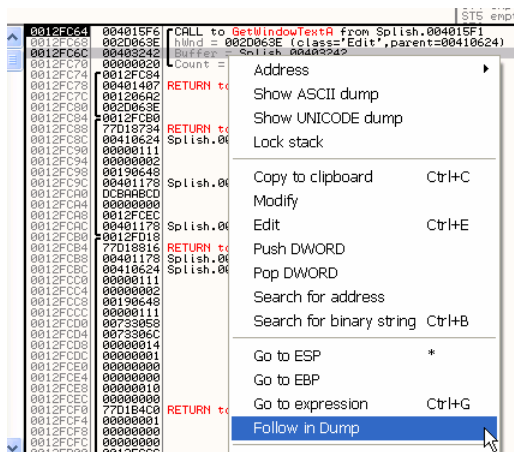 ST5 empt
0012FC64 004015F6 CALL to GetWindowTextA from Splish.004015F1
0012FC68 002D063E hWnd = 002D063E (class='Edit',parent=00410624)
0012FC6C 00403242 Buffer = Splish.00403242
0012FC70 00000020 Count =
0012FC74 0012FC84
0012FC78 00401407 RETURN to
0012FC7C 001206A2
0012FC80 002D063E
0012FC84 0012FCB0
0012FC88 77D18734 RETURN to
0012FC8C 00410624 Splish.00
0012FC90 00000111
0012FC94 00000002
0012FC98 00190648
0012FC9C 00401178 Splish.00
0012FCA0 DCBAABCD
0012FCA4 00000000
0012FCA8 0012FCEC
0012FCAC 00401178 Splish.00
0012FCB0 0012FD18
0012FCB4 77D18816 RETURN to
0012FCB8 00401178 Splish.00
0012FCBC 00410624 Splish.00
0012FCC0 00000111
0012FCC4 00000002
0012FCC8 00190648
0012FCCC 00000111
0012FCD0 00733058
0012FCD4 0073306C
0012FCD8 00000014
0012FCDC 00000001
0012FCE0 00000000
0012FCE4 00000000
0012FCE8 00000010
0012FCEC 00000000
0012FCF0 77D1B4C0 RETURN to
0012FCF4 00000001
0012FCF8 00000000
0012FCFC 00000000
Address
Show ASCII dump
Show UNICODE dump
Lock stack
Copy to clipboard Ctrl+C
Modify
Edit Ctrl+E
Push DWORD
Pop DWORD
Search for address
Search for binary string Ctrl+B
Go to ESP *
Go to EBP
Go to expression Ctrl+G
Follow in Dump